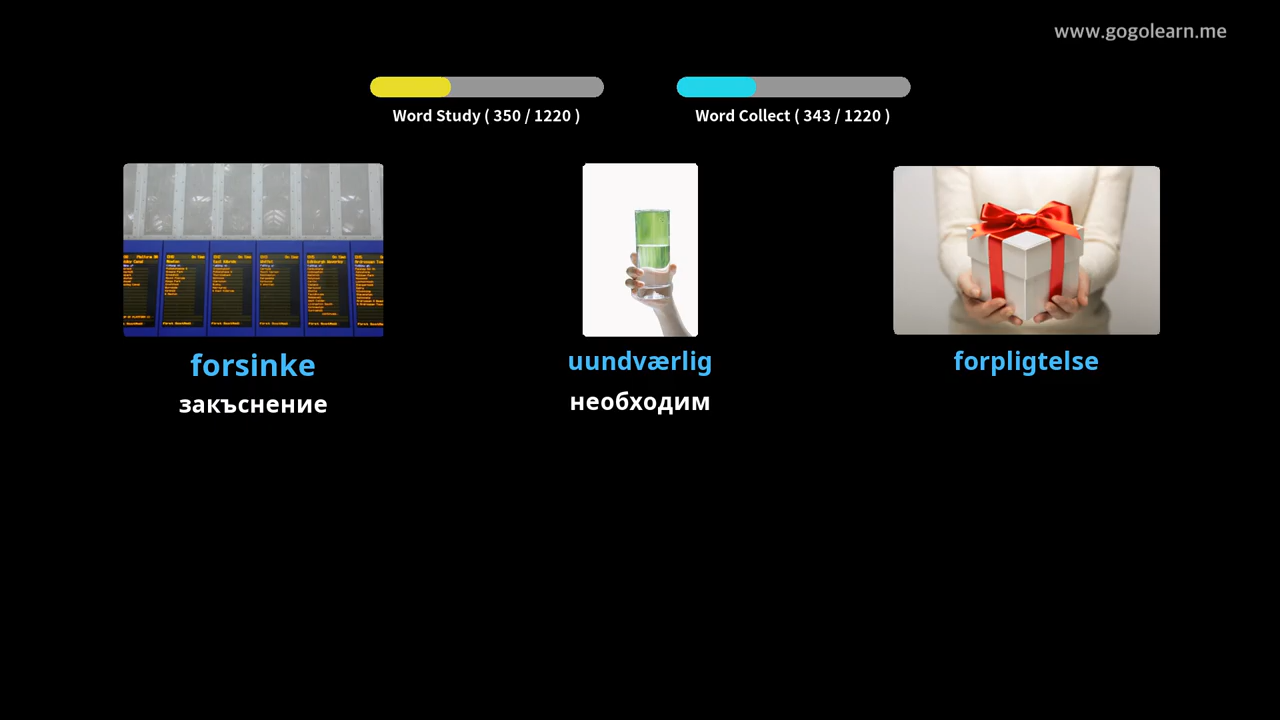 www.gogolearn.me
Word Study ( 350 / 1220 )
Word Collect ( 343 / 1220 )
forsinke
uundværlig
forpligtelse
закъснение
необходим